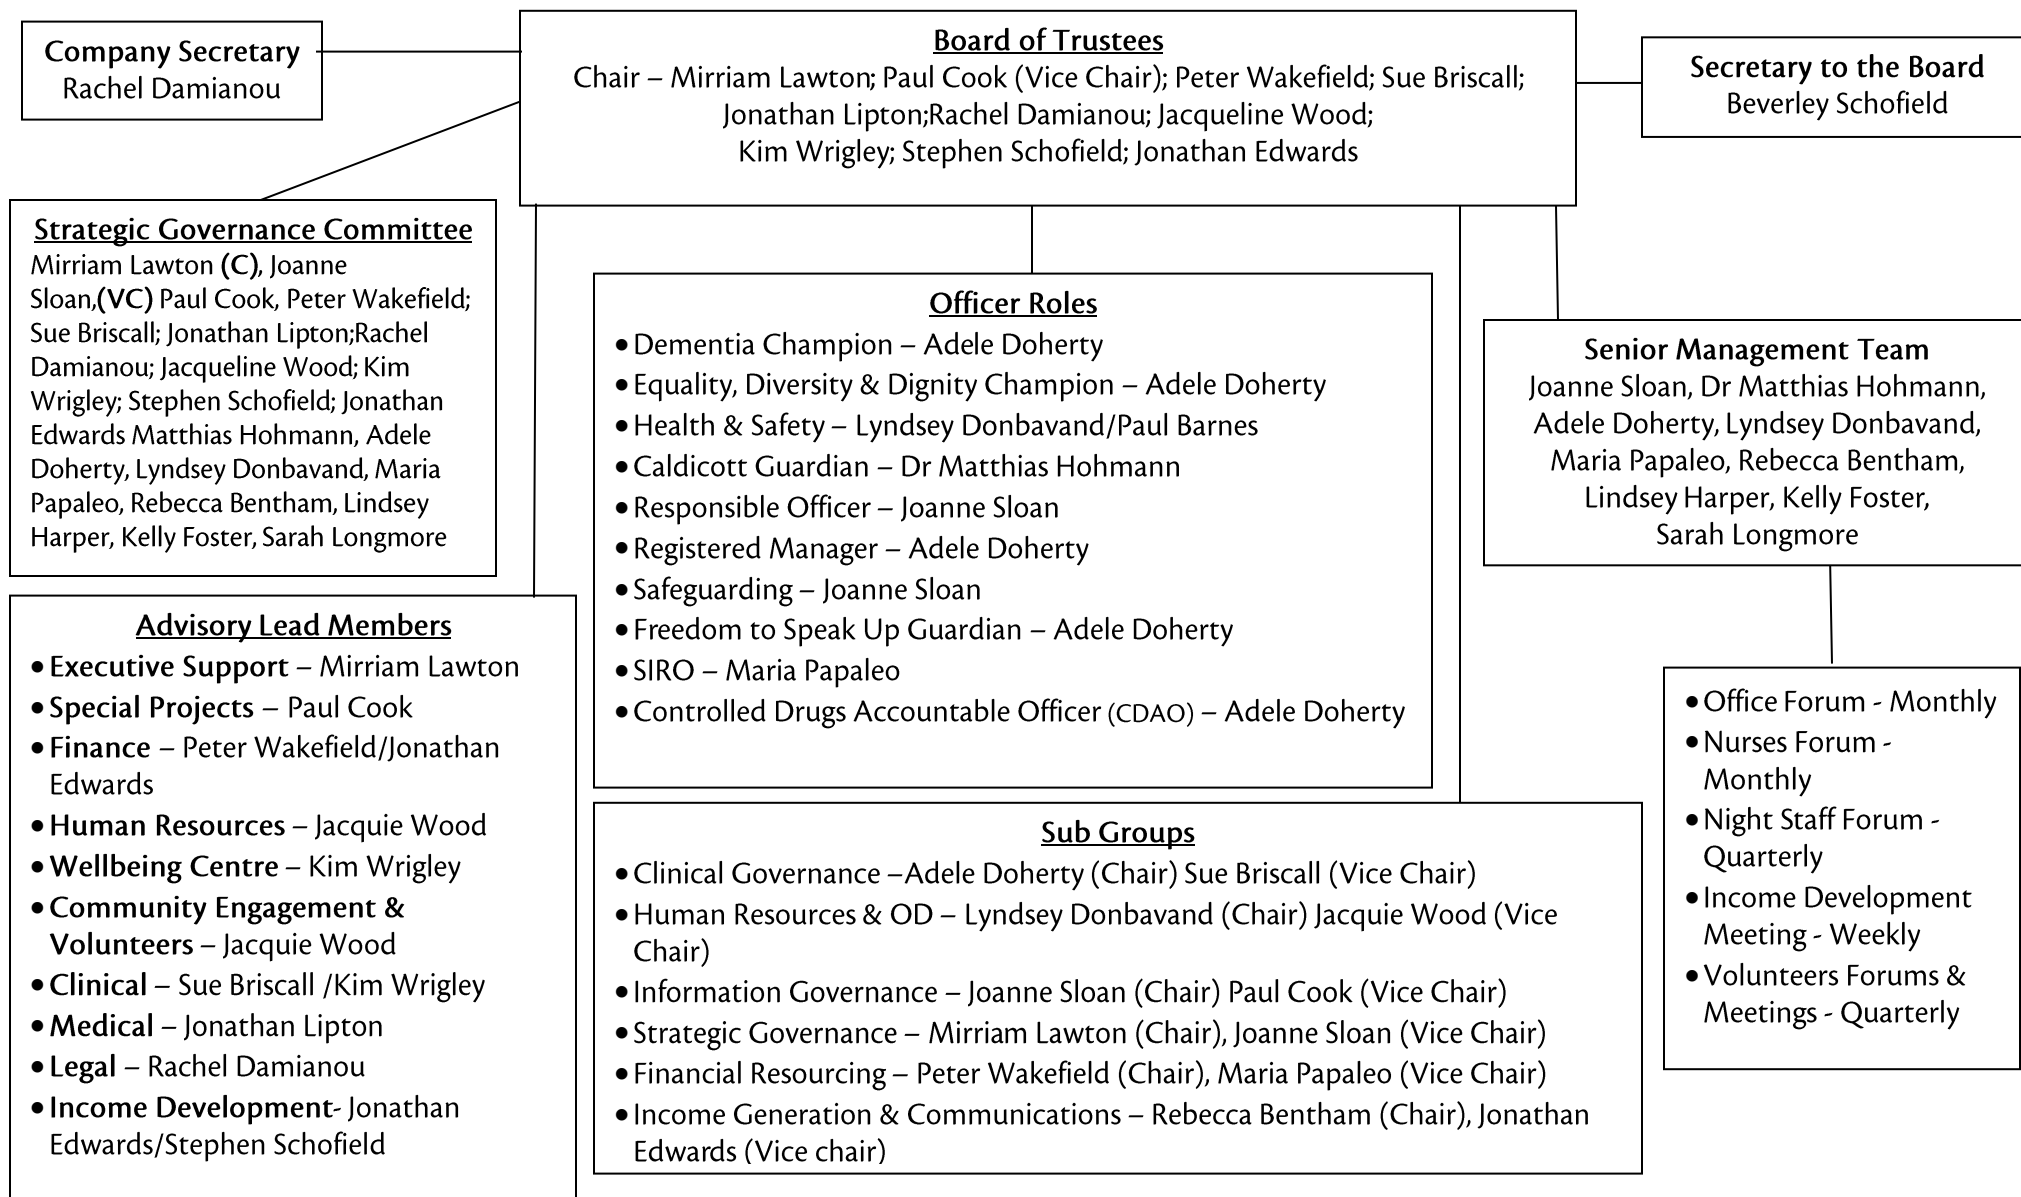 Company Secretary
Rachel Damianou
Board of Trustees
Chair – Mirriam Lawton; Paul Cook (Vice Chair); Peter Wakefield; Sue Briscall;
Jonathan Lipton;Rachel Damianou; Jacqueline Wood;
Kim Wrigley; Stephen Schofield; Jonathan Edwards
Secretary to the Board
Beverley Schofield
Strategic Governance Committee
Mirriam Lawton (C), Joanne
Sloan,(VC) Paul Cook, Peter Wakefield;
Sue Briscall; Jonathan Lipton;Rachel
Damianou; Jacqueline Wood; Kim
Wrigley; Stephen Schofield; Jonathan
Edwards Matthias Hohmann, Adele
Doherty, Lyndsey Donbavand, Maria
Papaleo, Rebecca Bentham, Lindsey
Harper, Kelly Foster, Sarah Longmore
Officer Roles
• Dementia Champion – Adele Doherty
• Equality, Diversity & Dignity Champion – Adele Doherty
• Health & Safety – Lyndsey Donbavand/Paul Barnes
• Caldicott Guardian – Dr Matthias Hohmann
• Responsible Officer – Joanne Sloan
• Registered Manager – Adele Doherty
• Safeguarding – Joanne Sloan
• Freedom to Speak Up Guardian – Adele Doherty
• SIRO – Maria Papaleo
• Controlled Drugs Accountable Officer (CDAO) – Adele Doherty
Senior Management Team
Joanne Sloan, Dr Matthias Hohmann,
Adele Doherty, Lyndsey Donbavand,
Maria Papaleo, Rebecca Bentham,
Lindsey Harper, Kelly Foster,
Sarah Longmore
Advisory Lead Members
• Executive Support – Mirriam Lawton
• Special Projects – Paul Cook
• Finance – Peter Wakefield/Jonathan
Edwards
• Human Resources – Jacquie Wood
• Wellbeing Centre – Kim Wrigley
• Community Engagement &
Volunteers – Jacquie Wood
• Clinical – Sue Briscall /Kim Wrigley
• Medical – Jonathan Lipton
• Legal – Rachel Damianou
• Income Development- Jonathan
Edwards/Stephen Schofield
Sub Groups
• Clinical Governance –Adele Doherty (Chair) Sue Briscall (Vice Chair)
• Human Resources & OD – Lyndsey Donbavand (Chair) Jacquie Wood (Vice
Chair)
• Information Governance – Joanne Sloan (Chair) Paul Cook (Vice Chair)
• Strategic Governance – Mirriam Lawton (Chair), Joanne Sloan (Vice Chair)
• Financial Resourcing – Peter Wakefield (Chair), Maria Papaleo (Vice Chair)
• Income Generation & Communications – Rebecca Bentham (Chair), Jonathan
Edwards (Vice chair)
• Office Forum - Monthly
• Nurses Forum -
Monthly
• Night Staff Forum -
Quarterly
• Income Development
Meeting - Weekly
• Volunteers Forums &
Meetings - Quarterly